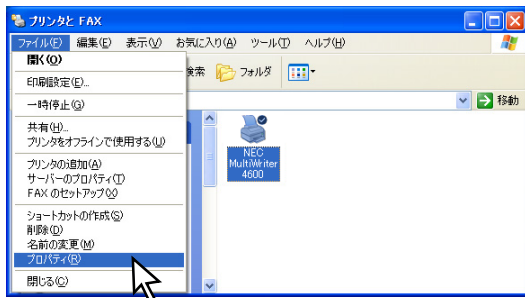 プリンタと FAX
ファイル(F) 編集(E) 表示(V) お気に入り(A) ツール(T) ヘルプ(H)
開く(O)
検索 フォルダ
印刷設定(E)...
一時停止(G)
移動
共有(H)...
プリンタをオフラインで使用する(U)
プリンタの追加(A)
サーバーのプロパティ(T)
FAX のセットアップ(X)
ショートカットの作成(S)
削除(D)
名前の変更(M)
プロパティ(R)
閉じる(C)
NEC
MultiWriter
4600